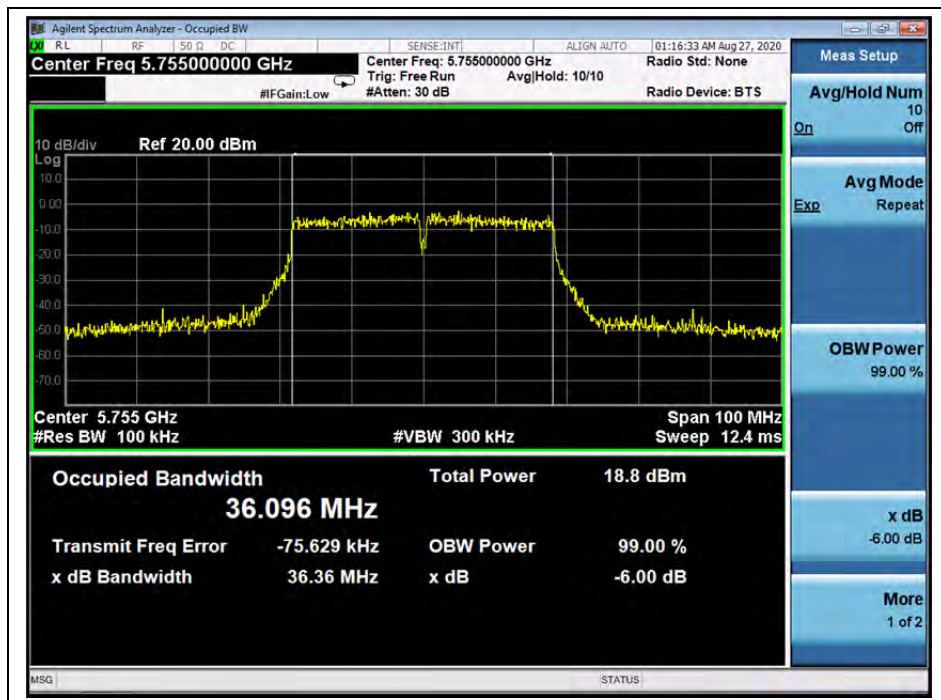 Agilent Spectrum Analyzer - Occupied BW
LXI RL RF 50 Ω DC SENSE:INT ALIGN AUTO 01:16:33 AM Aug 27, 2020
Center Freq 5.755000000 GHz
Center Freq: 5.755000000 GHz Radio Std: None
Trig: Free Run Avg|Hold: 10/10
#IFGain:Low #Atten: 30 dB Radio Device: BTS
10 dB/div Ref 20.00 dBm
Log
10.0
0.00
-10.0
-20.0
-30.0
-40.0
-50.0
-60.0
-70.0
Center 5.755 GHz Span 100 MHz
#Res BW 100 kHz #VBW 300 kHz Sweep 12.4 ms
Occupied Bandwidth Total Power 18.8 dBm
36.096 MHz
Transmit Freq Error -75.629 kHz OBW Power 99.00 %
x dB Bandwidth 36.36 MHz x dB -6.00 dB
Meas Setup
Avg/Hold Num
10
On Off
Avg Mode
Exp Repeat
OBW Power
99.00 %
x dB
-6.00 dB
More
1 of 2
MSG STATUS